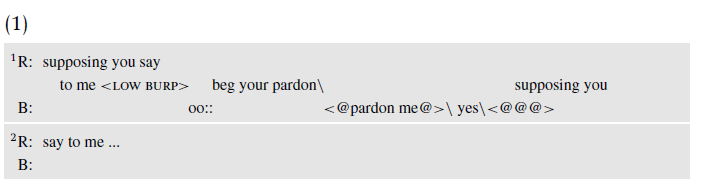 (1)
1R: supposing you say
to me <LOW BURP> beg your pardon\ supposing you
B: oo:: <@pardon me@>\ yes\<@@@>
2R: say to me ...
B: